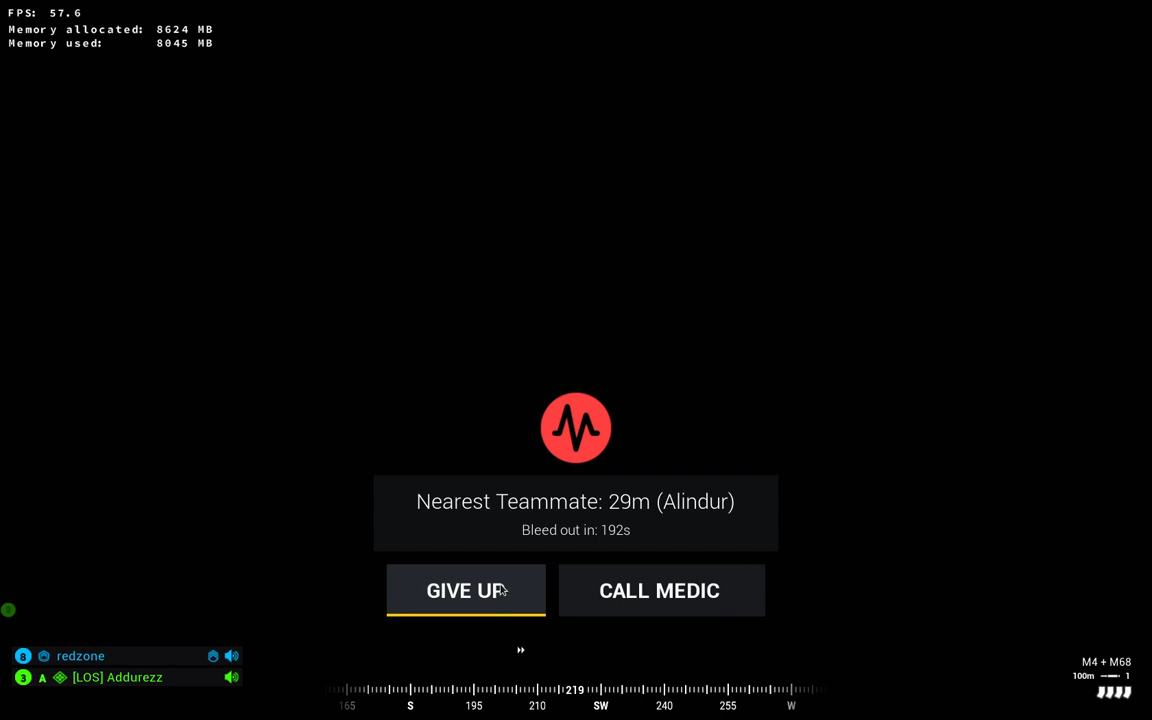 FPS: 57.6
Memory allocated: 8624 MB
Memory used: 8045 MB
Nearest Teammate: 29m (Alindur)
Bleed out in: 192s
GIVE UP
CALL MEDIC
8 redzone
3 A [LOS] Addurezz
219
165 S 195 210 SW 240 255 W
M4 + M68
100m 1